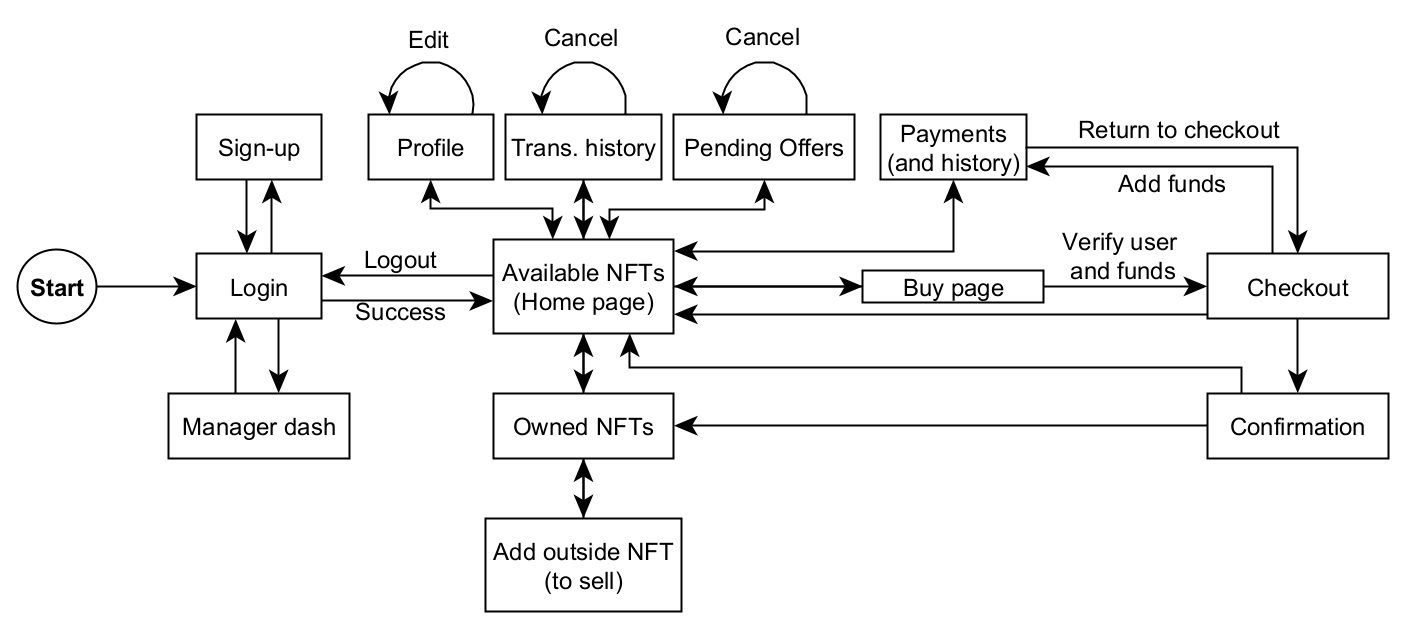 Edit
Cancel
Cancel
Sign-up
Profile
Trans. history
Pending Offers
Payments
(and history)
Return to checkout
Add funds
Start
Login
Logout
Success
Available NFTs
(Home page)
Buy page
Verify user
and funds
Checkout
Manager dash
Owned NFTs
Confirmation
Add outside NFT
(to sell)